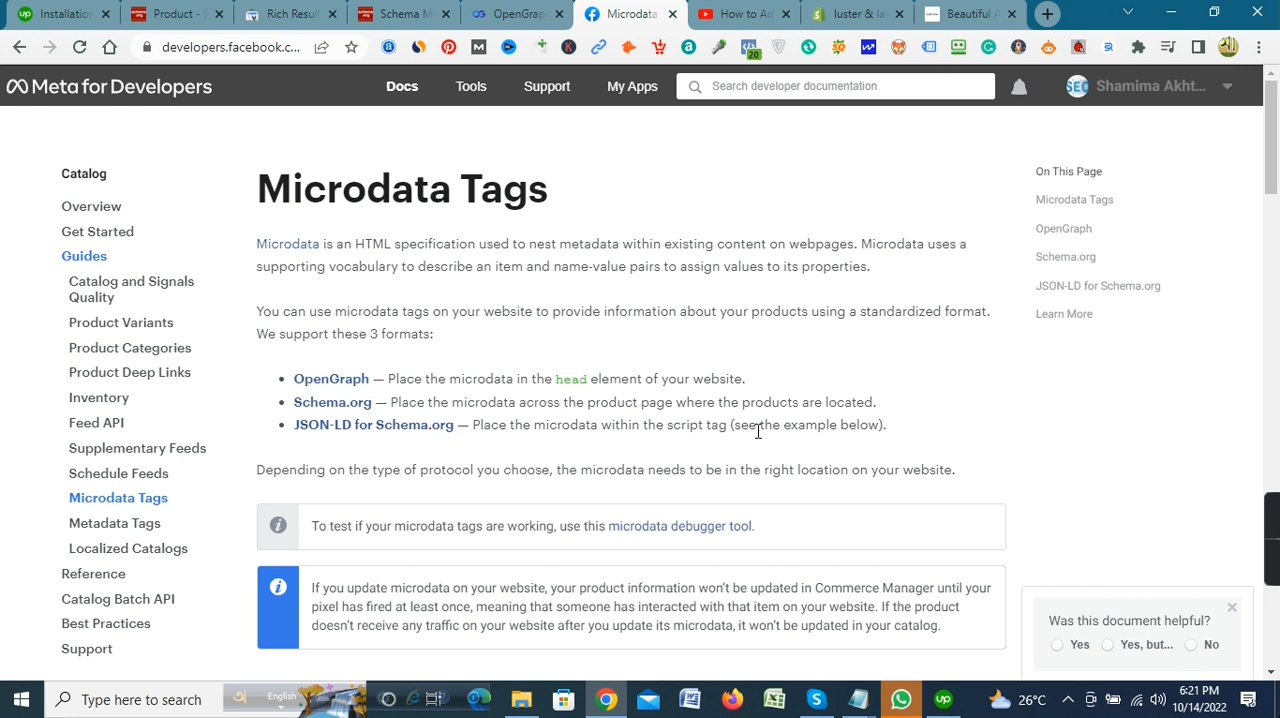 Installation
Product - S
Rich Result
Schema M
OpenGraph
Microdata
How to Ad
luster & la
Beautiful A
developers.facebook.c...
20
Meta for Developers
Docs
Tools
Support
My Apps
Search developer documentation
SEO
Shamima Akht...
Catalog
Overview
Get Started
Guides
Catalog and Signals
Quality
Product Variants
Product Categories
Product Deep Links
Inventory
Feed API
Supplementary Feeds
Schedule Feeds
Microdata Tags
Metadata Tags
Localized Catalogs
Reference
Catalog Batch API
Best Practices
Support
Microdata Tags
Microdata is an HTML specification used to nest metadata within existing content on webpages. Microdata uses a
supporting vocabulary to describe an item and name-value pairs to assign values to its properties.
You can use microdata tags on your website to provide information about your products using a standardized format.
We support these 3 formats:
• OpenGraph — Place the microdata in the head element of your website.
• Schema.org — Place the microdata across the product page where the products are located.
• JSON-LD for Schema.org — Place the microdata within the script tag (see the example below).
Depending on the type of protocol you choose, the microdata needs to be in the right location on your website.
To test if your microdata tags are working, use this microdata debugger tool.
If you update microdata on your website, your product information won't be updated in Commerce Manager until your
pixel has fired at least once, meaning that someone has interacted with that item on your website. If the product
doesn't receive any traffic on your website after you update its microdata, it won't be updated in your catalog.
On This Page
Microdata Tags
OpenGraph
Schema.org
JSON-LD for Schema.org
Learn More
Was this document helpful?
Yes
Yes, but...
No
Type here to search
English
26°C
6:21 PM
10/14/2022